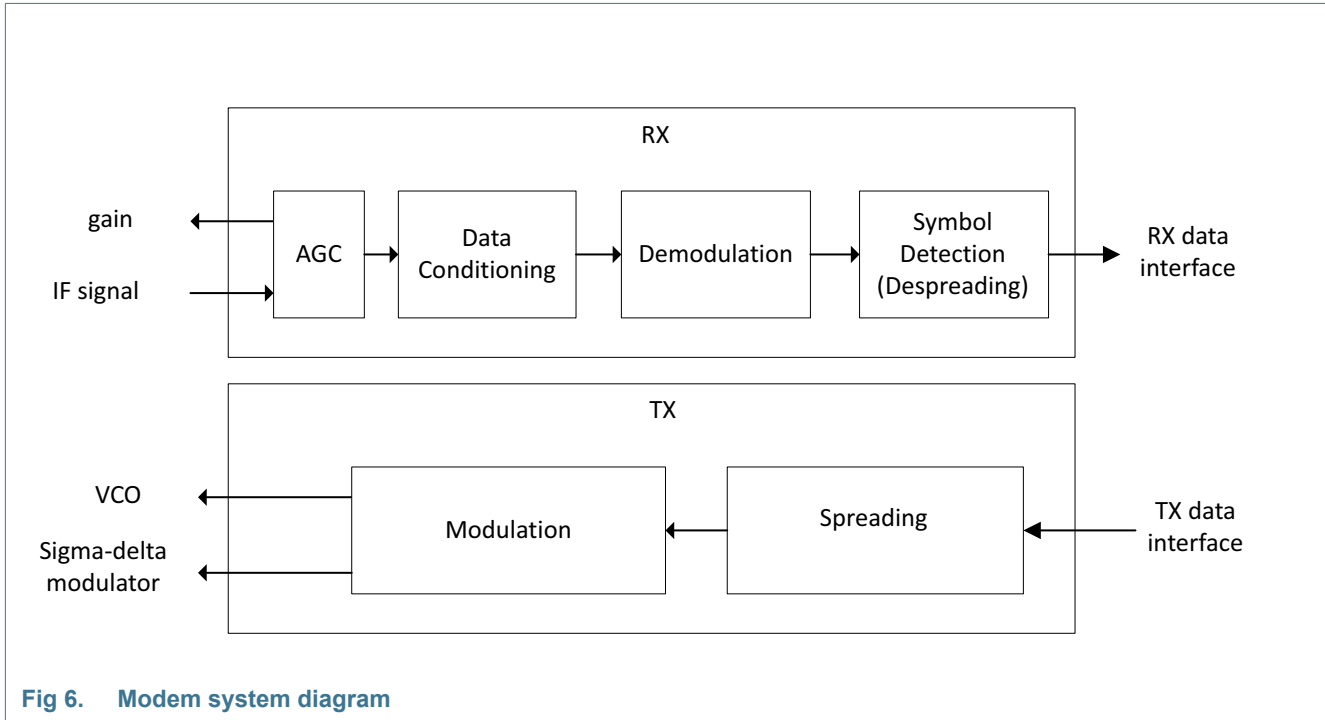 RX
gain
IF signal
AGC
Data
Conditioning
Demodulation
Symbol
Detection
(Despreading)
RX data
interface
TX
VCO
Sigma-delta
modulator
Modulation
Spreading
TX data
interface
Fig 6. Modem system diagram